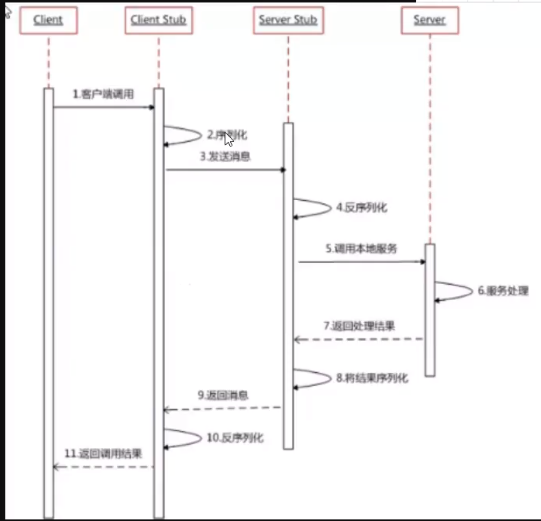 Client
Client Stub
Server Stub
Server
1.客户端调用
2.序列化
3.发送消息
4.反序列化
5.调用本地服务
6.服务处理
7.返回处理结果
8.将结果序列化
9.返回消息
10.反序列化
11.返回调用结果